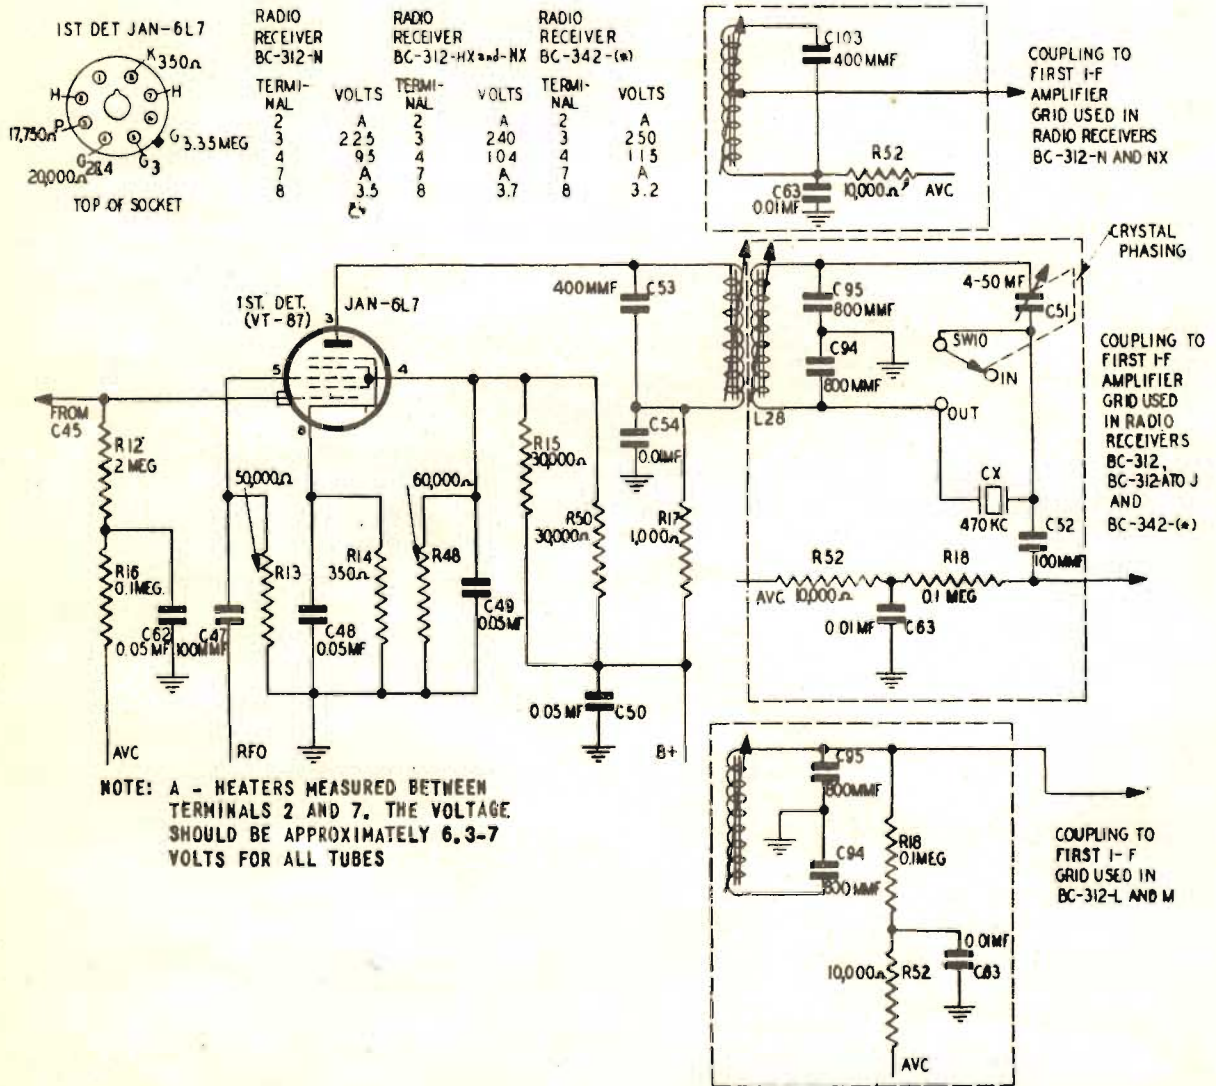 1ST DET JAN-6L7
K 350Ω
H
H
P
17,750Ω
G 3.35 MEG
G 2&4
20,000Ω
G3
TOP OF SOCKET
RADIO RECEIVER BC-312-N
RADIO RECEIVER BC-312-HX and -NX
RADIO RECEIVER BC-342-(*)
TERMI-NAL VOLTS TERMI-NAL VOLTS TERMI-NAL VOLTS
2 A 2 A 2 A
3 225 3 240 3 250
4 95 4 104 4 115
7 A 7 A 7 A
8 3.5 8 3.7 8 3.2
C103
400 MMF
R52
10,000Ω
AVC
C63
0.01MF
COUPLING TO
FIRST I-F
AMPLIFIER
GRID USED IN
RADIO RECEIVERS
BC-312-N AND NX
CRYSTAL
PHASING
1ST. DET.
(VT-87)
JAN-6L7
3
5
4
8
FROM
C45
R12
2 MEG
R16
0.1MEG.
C62
0.05 MF
C47
100MMF
50,000Ω
R13
C48
0.05MF
R14
350Ω
60,000Ω
R48
C49
0.05MF
R15
30,000Ω
R50
30,000Ω
R17
1,000Ω
400MMF
C53
C54
0.01MF
0.05 MF
C50
AVC
RFO
B+
L28
C95
800MMF
C94
800MMF
4-50 MF
C51
SW10
IN
OUT
CX
470 KC
C52
100MMF
R52
AVC 10,000Ω
R18
0.1 MEG
0.01MF
C63
COUPLING TO
FIRST I-F
AMPLIFIER
GRID USED
IN RADIO
RECEIVERS
BC-312,
BC-312-A TO J
AND
BC-342-(*)
NOTE: A - HEATERS MEASURED BETWEEN
TERMINALS 2 AND 7. THE VOLTAGE
SHOULD BE APPROXIMATELY 6.3-7
VOLTS FOR ALL TUBES
C95
800MMF
C94
800MMF
R18
0.1MEG
0.01MF
C63
10,000Ω
R52
AVC
COUPLING TO
FIRST I-F
GRID USED IN
BC-312-L AND M